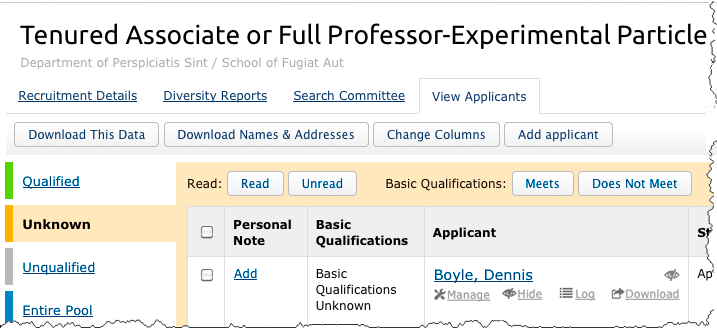 Tenured Associate or Full Professor-Experimental Particle
Department of Perspiciatis Sint / School of Fugiat Aut
Recruitment Details Diversity Reports Search Committee View Applicants
Download This Data Download Names & Addresses Change Columns Add applicant
Qualified
Read: Read Unread Basic Qualifications: Meets Does Not Meet
Unknown
Personal Note Basic Qualifications Applicant St
Unqualified
Add Basic Qualifications Unknown Boyle, Dennis Ap
Manage Hide Log Download
Entire Pool